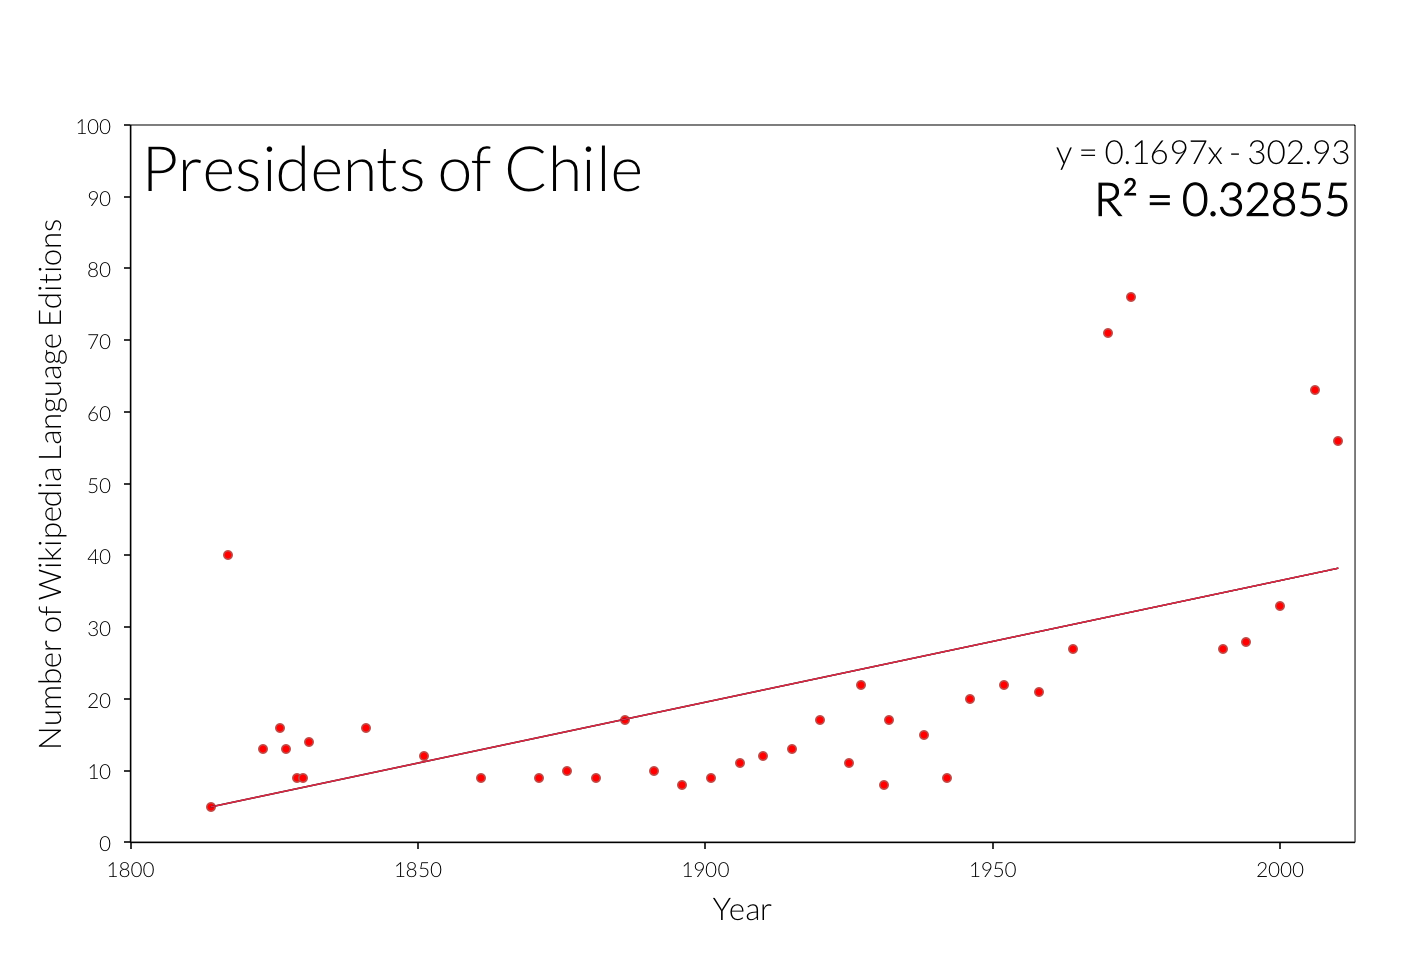 Presidents of Chile
y = 0.1697x - 302.93
R² = 0.32855
Number of Wikipedia Language Editions
100
90
80
70
60
50
40
30
20
10
0
1800 1850 1900 1950 2000
Year